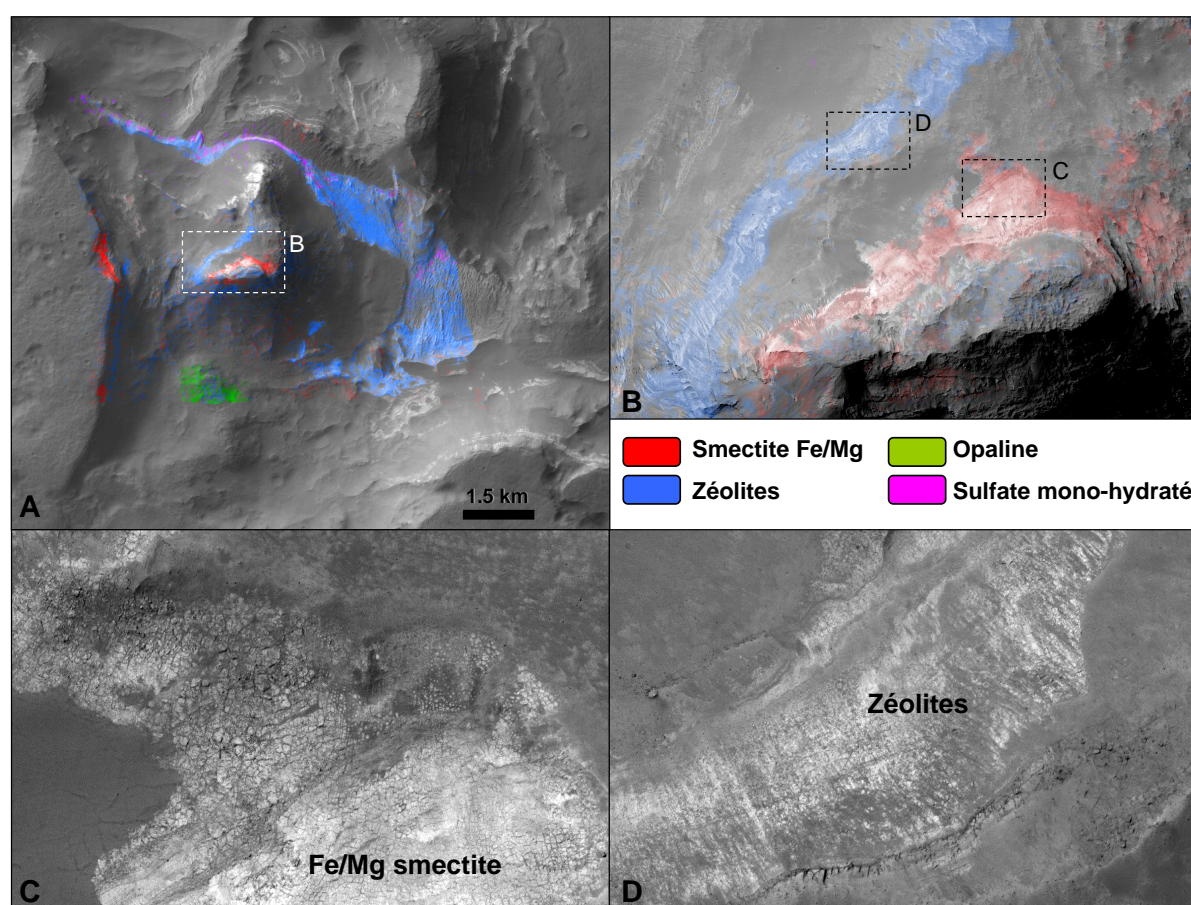 B
A
1.5 km
D
C
B
Smectite Fe/Mg
Opaline
Zéolites
Sulfate mono-hydraté
Fe/Mg smectite
C
Zéolites
D